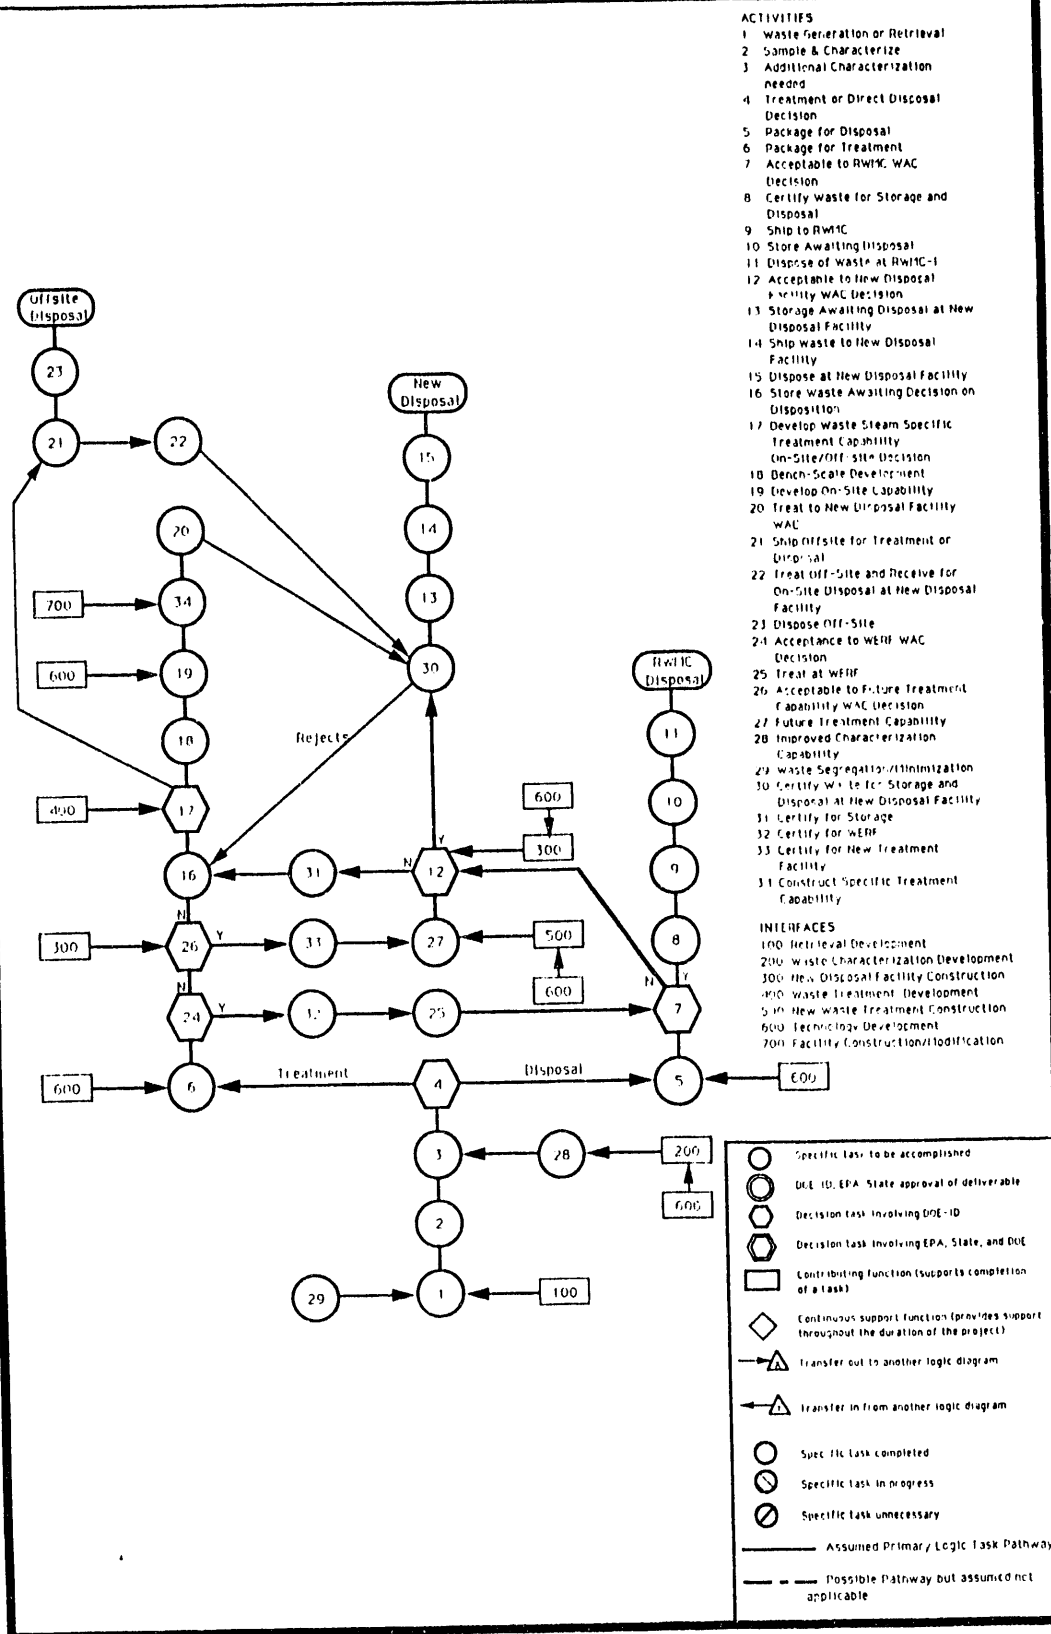 ACTIVITIES
1 Waste Generation or Retrieval
2 Sample & Characterize
3 Additional Characterization
needed
4 Treatment or Direct Disposal
Decision
5 Package for Disposal
6 Package for Treatment
7 Acceptable to RWMC WAC
Decision
8 Certify Waste for Storage and
Disposal
9 Ship to RWMC
10 Store Awaiting Disposal
11 Dispose of Waste at RWMC-1
12 Acceptable to New Disposal
Facility WAC Decision
13 Storage Awaiting Disposal at New
Disposal Facility
14 Ship Waste to New Disposal
Facility
15 Dispose at New Disposal Facility
16 Store Waste Awaiting Decision on
Disposition
17 Develop Waste Steam Specific
Treatment Capability
On-Site/Off-site Decision
18 Bench-Scale Development
19 Develop On-Site Capability
20 Treat to New Disposal Facility
WAC
21 Ship Offsite for Treatment or
Disposal
22 Treat Off-Site and Receive for
On-Site Disposal at New Disposal
Facility
23 Dispose Off-Site
24 Acceptance to WERF WAC
Decision
25 Treat at WERF
26 Acceptable to Future Treatment
Capability WAC Decision
27 Future Treatment Capability
28 Improved Characterization
Capability
29 Waste Segregation/Minimization
30 Certify Waste for Storage and
Disposal at New Disposal Facility
31 Certify for Storage
32 Certify for WERF
33 Certify for New Treatment
Facility
34 Construct Specific Treatment
Capability
INTERFACES
100 Retrieval Development
200 Waste Characterization Development
300 New Disposal Facility Construction
400 Waste Treatment Development
500 New Waste Treatment Construction
600 Technology Development
700 Facility Construction/Modification
Offsite
Disposal
23
21
22
New
Disposal
15
20
14
700
34
13
600
19
30
RWMC
Disposal
18
Rejects
11
400
17
600
10
Y
300
16
31
N
12
9
N
300
26
Y
33
27
500
8
N
600
N
Y
24
Y
32
25
7
600
6
Treatment
4
Disposal
5
600
3
28
200
600
2
29
1
100
Specific task to be accomplished
DOE-ID, EPA, State approval of deliverable
Decision task involving DOE-ID
Decision task involving EPA, State, and DOE
Contributing function (supports completion
of a task)
Continuous support function (provides support
throughout the duration of the project)
Transfer out to another logic diagram
Transfer in from another logic diagram
Specific task completed
Specific task in progress
Specific task unnecessary
Assumed Primary Logic Task Pathway
Possible Pathway but assumed not
applicable